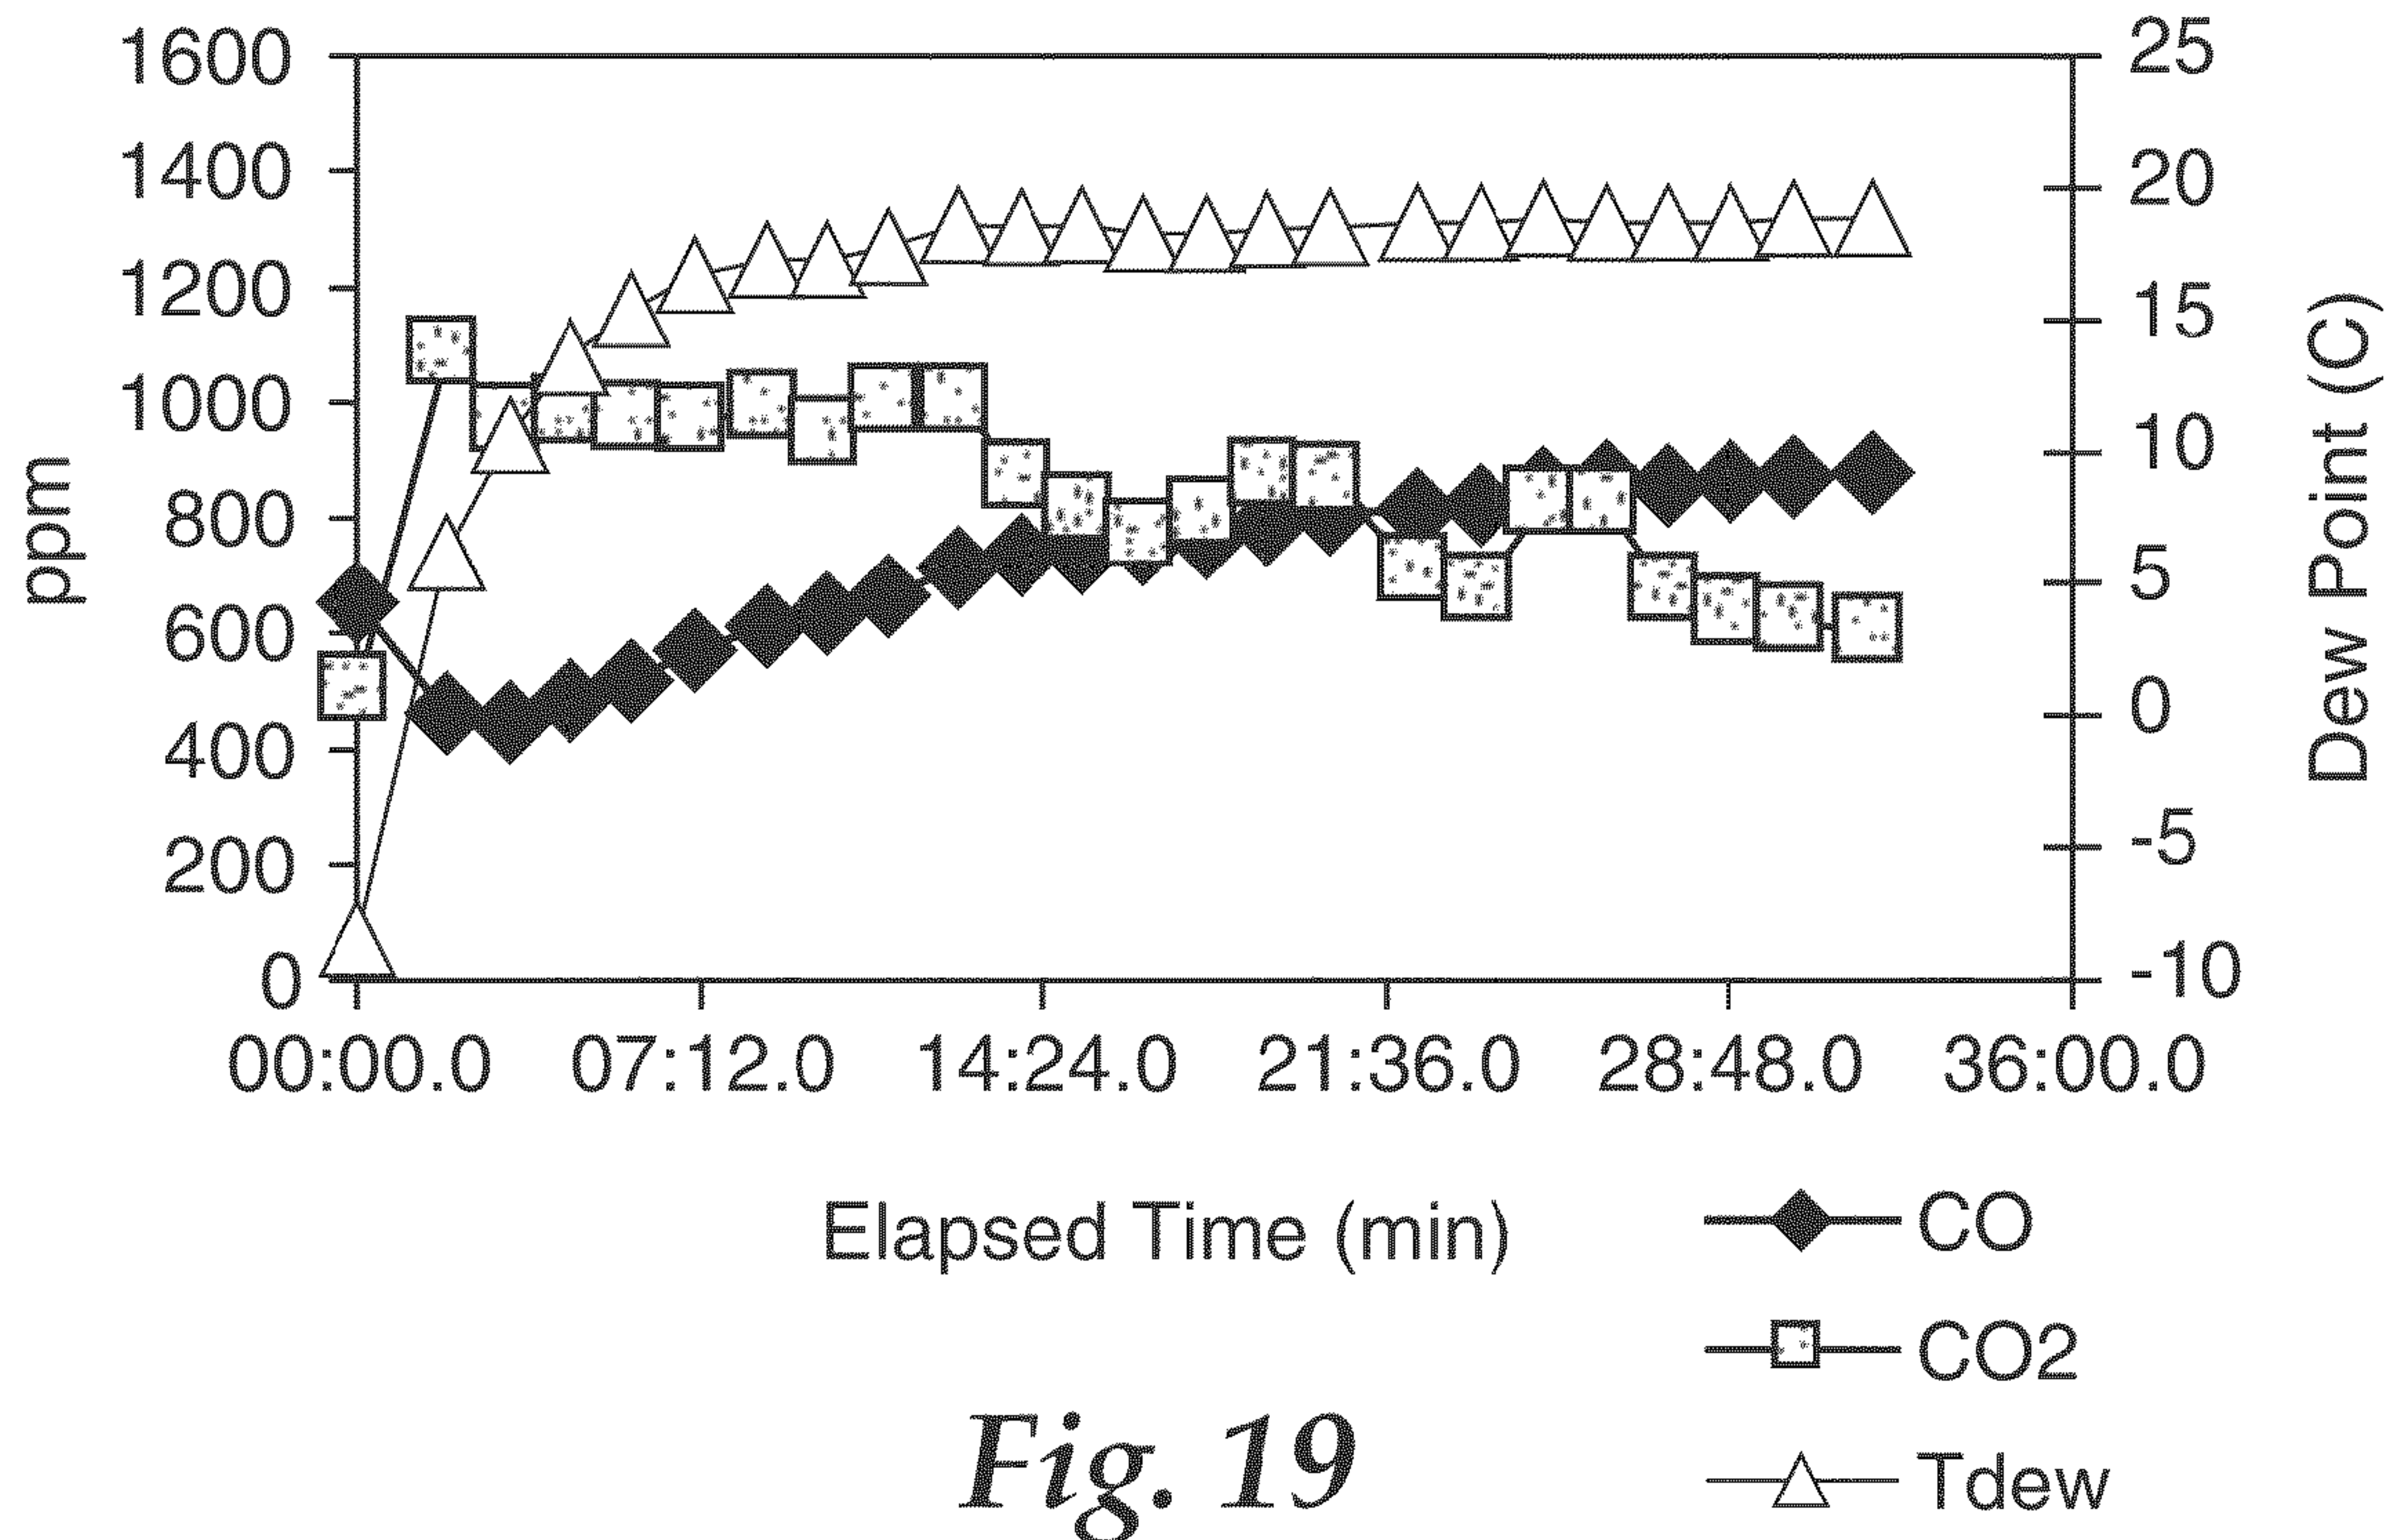 1600
1400
1200
1000
800
600
400
200
0
ppm
25
20
15
10
5
0
-5
-10
Dew Point (C)
00:00.0 07:12.0 14:24.0 21:36.0 28:48.0 36:00.0
Elapsed Time (min)
CO
CO2
Tdew
Fig. 19